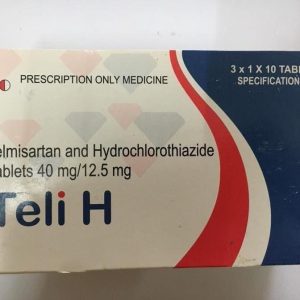 PRESCRIPTION ONLY MEDICINE
3 x 1 X 10 TABL
SPECIFICATION
elmisartan and Hydrochlorothiazide
ablets 40 mg/12.5 mg
Teli H